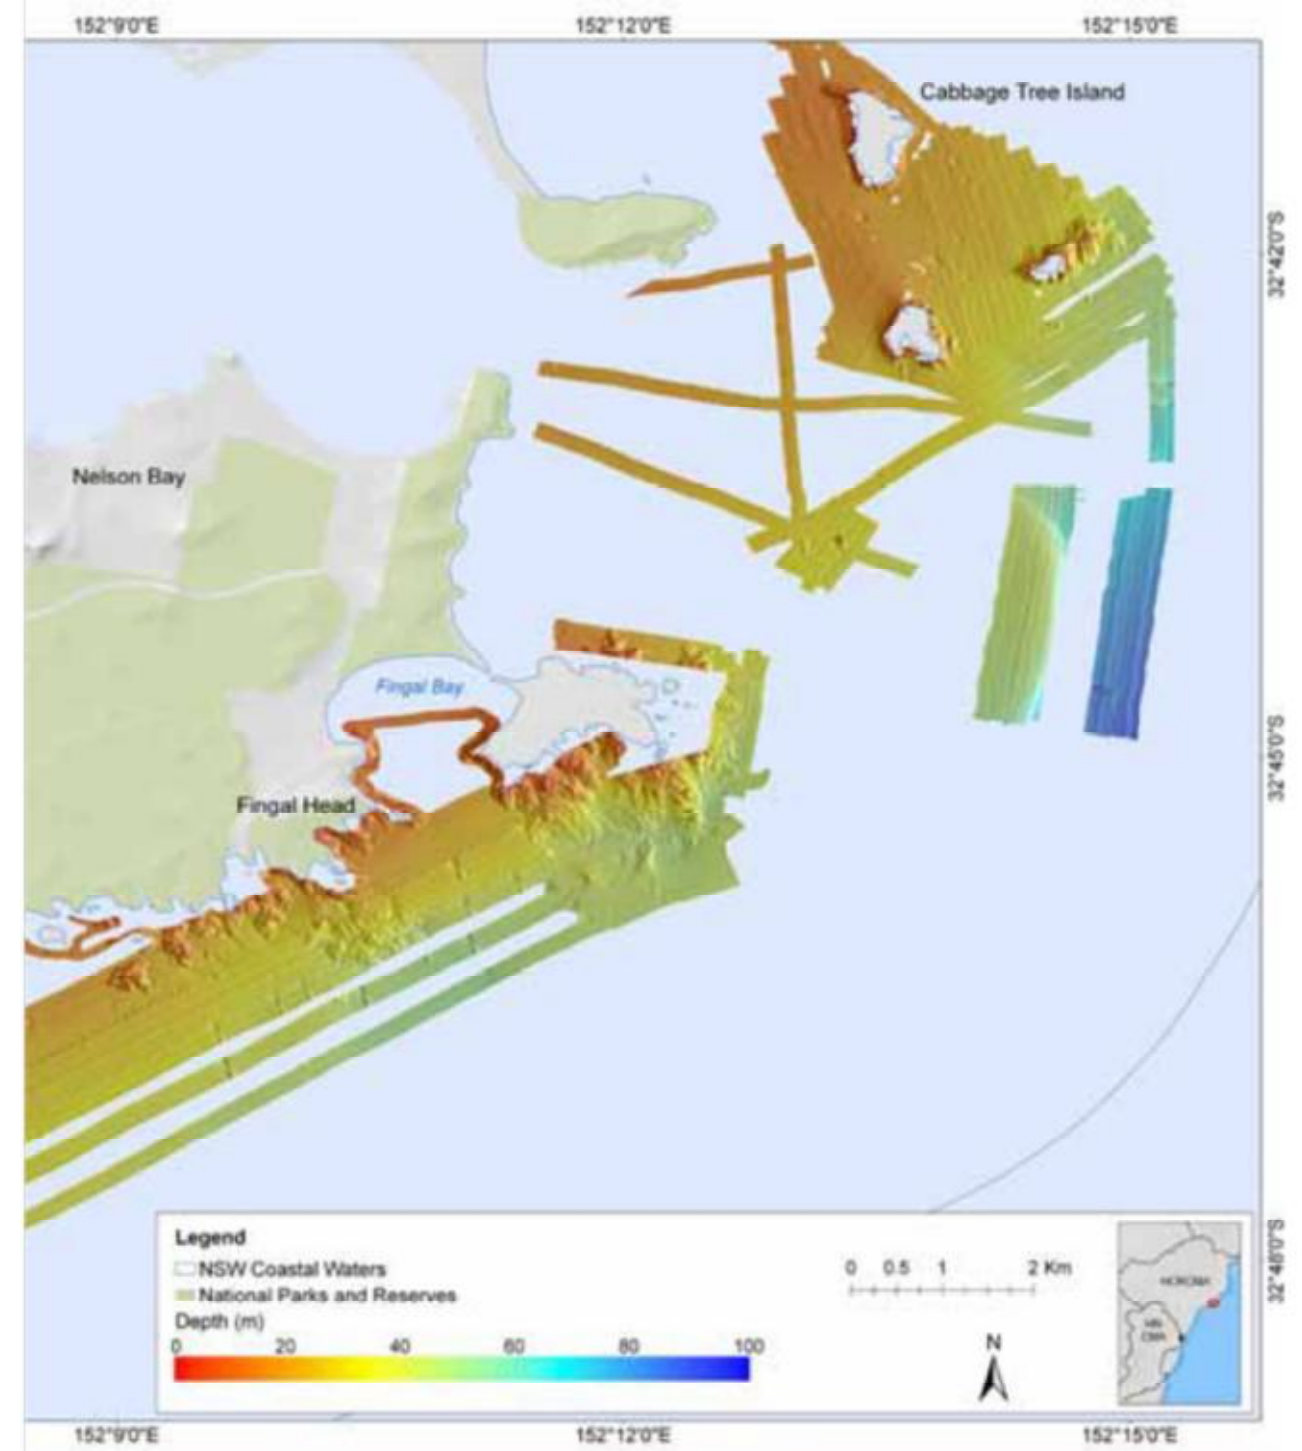 152°9'0"E 152°12'0"E 152°15'0"E
Cabbage Tree Island
32°42'0"S
Nelson Bay
Fingal Bay
32°45'0"S
Fingal Head
Legend
NSW Coastal Waters
National Parks and Reserves
Depth (m)
0 20 40 60 80 100
0 0.5 1 2 Km
N
32°48'0"S
CMA
152°9'0"E 152°12'0"E 152°15'0"E